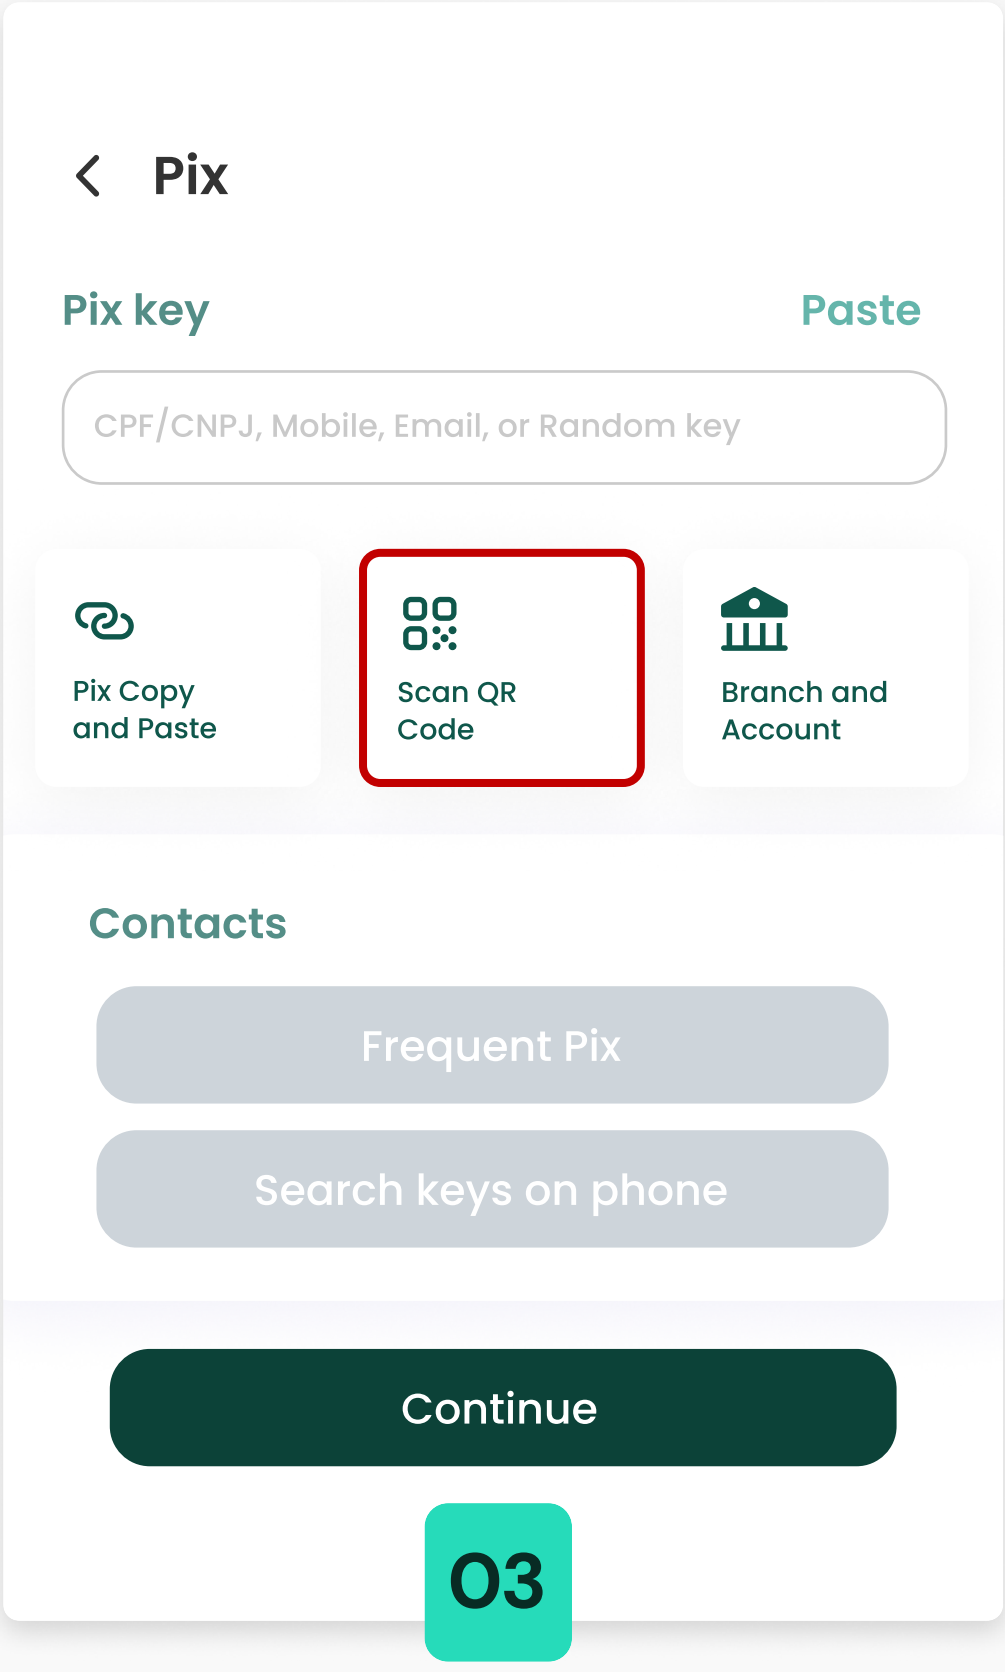 Pix
Pix key
Paste
CPF/CNPJ, Mobile, Email, or Random key
Pix Copy
and Paste
Scan QR
Code
Branch and
Account
Contacts
Frequent Pix
Search keys on phone
Continue
03